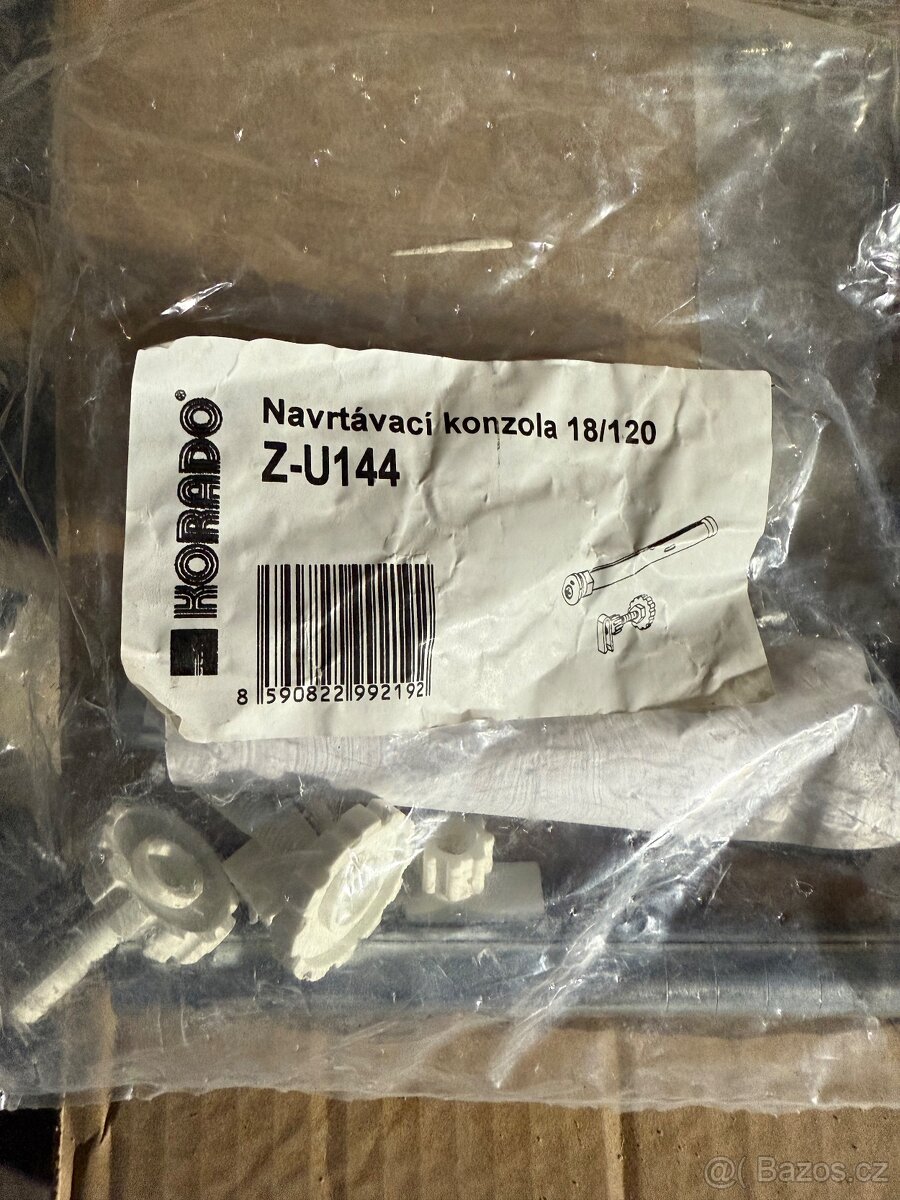 KORADO®
Navrtávací konzola 18/120
Z-U144
8 590822 992192
@( Bazos.cz